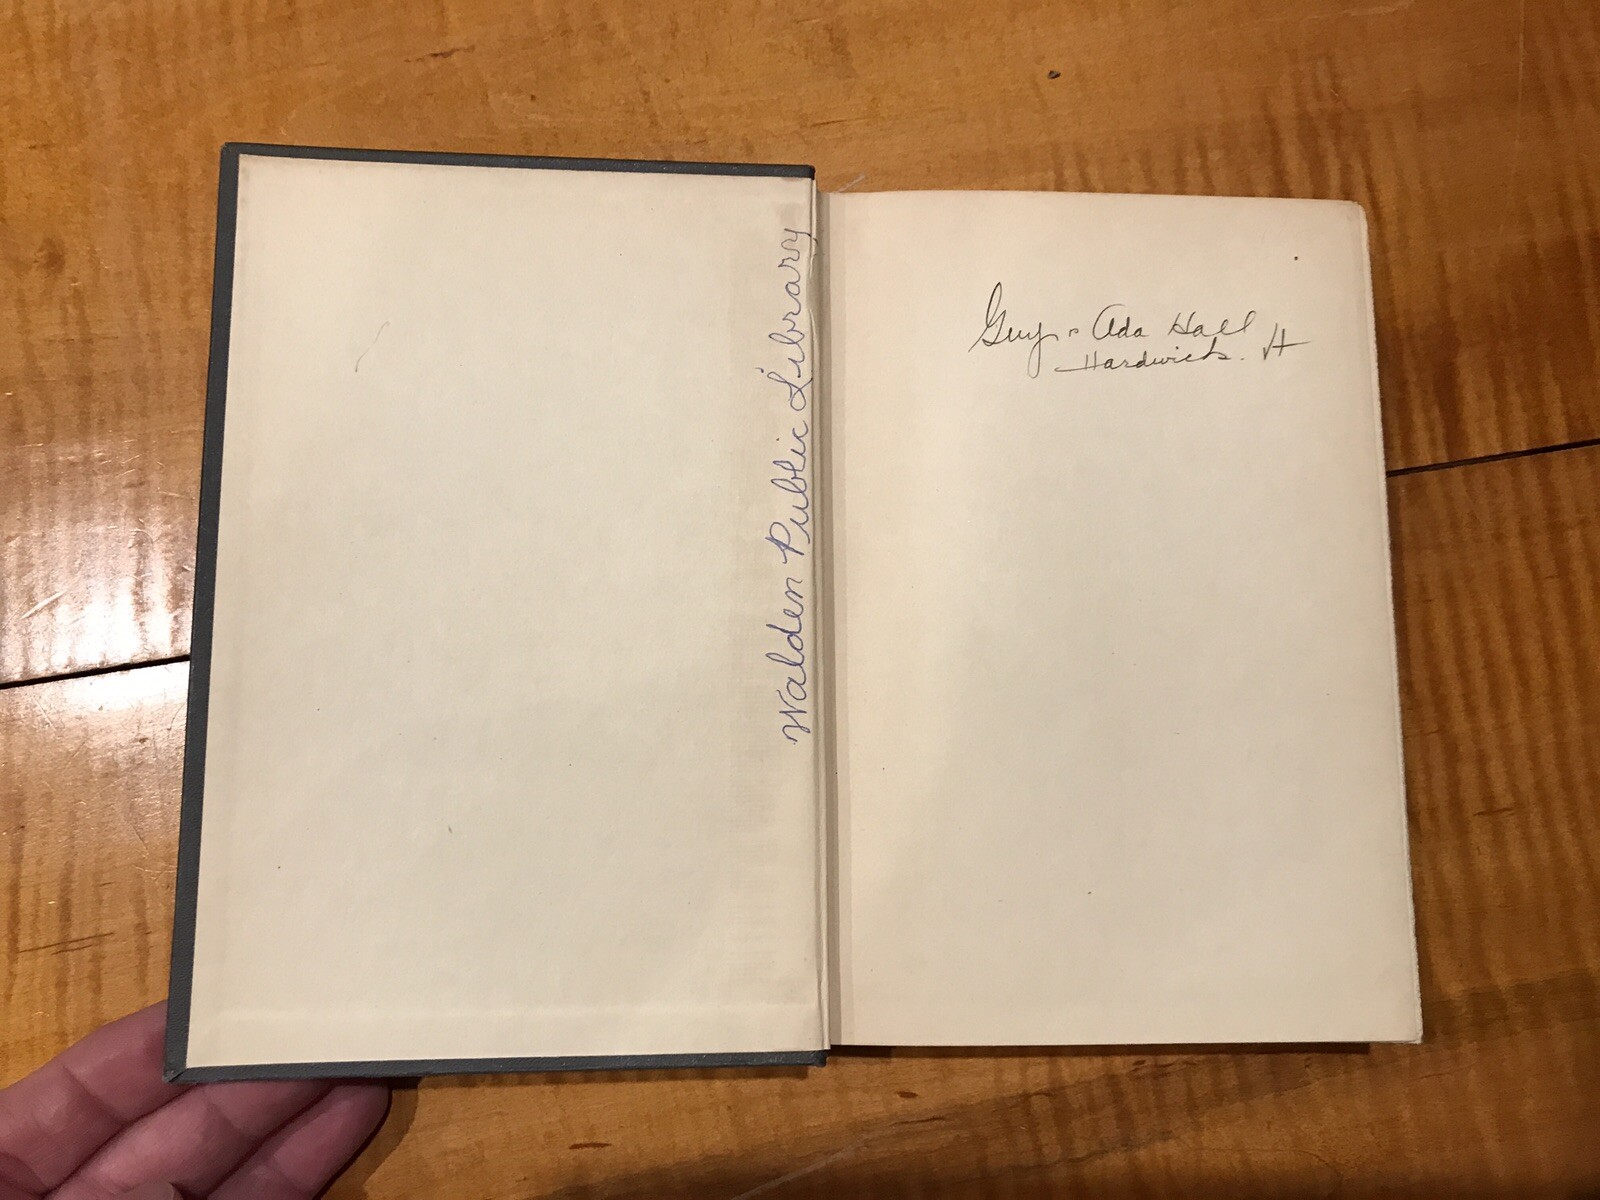 Walden Public Library
Guy & Ada Hall
Hardwick. Vt